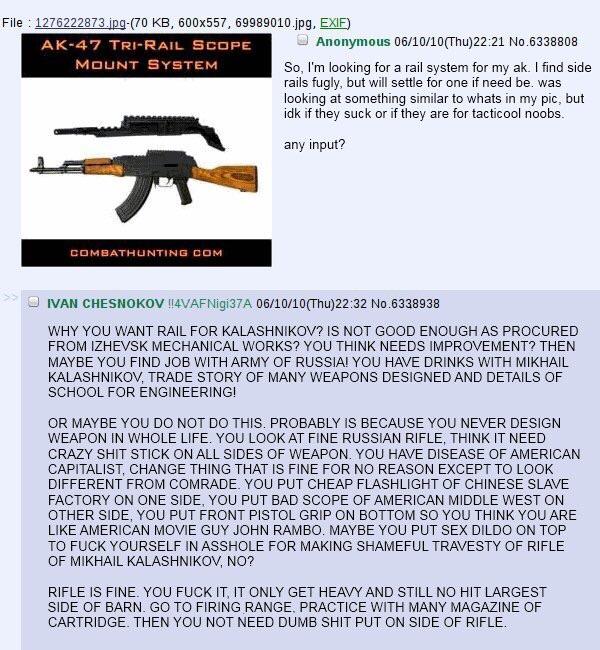 File : 1276222873.jpg-(70 KB, 600x557, 69989010.jpg, EXIF)
AK-47 TRI-RAIL SCOPE
MOUNT SYSTEM
COMBATHUNTING COM
Anonymous 06/10/10(Thu)22:21 No.6338808
So, I'm looking for a rail system for my ak. I find side
rails fugly, but will settle for one if need be. was
looking at something similar to whats in my pic, but
idk if they suck or if they are for tacticool noobs.
any input?
>> IVAN CHESNOKOV !!4VAFNigi37A 06/10/10(Thu)22:32 No.6338938
WHY YOU WANT RAIL FOR KALASHNIKOV? IS NOT GOOD ENOUGH AS PROCURED
FROM IZHEVSK MECHANICAL WORKS? YOU THINK NEEDS IMPROVEMENT? THEN
MAYBE YOU FIND JOB WITH ARMY OF RUSSIA! YOU HAVE DRINKS WITH MIKHAIL
KALASHNIKOV, TRADE STORY OF MANY WEAPONS DESIGNED AND DETAILS OF
SCHOOL FOR ENGINEERING!
OR MAYBE YOU DO NOT DO THIS. PROBABLY IS BECAUSE YOU NEVER DESIGN
WEAPON IN WHOLE LIFE. YOU LOOK AT FINE RUSSIAN RIFLE, THINK IT NEED
CRAZY SHIT STICK ON ALL SIDES OF WEAPON. YOU HAVE DISEASE OF AMERICAN
CAPITALIST, CHANGE THING THAT IS FINE FOR NO REASON EXCEPT TO LOOK
DIFFERENT FROM COMRADE. YOU PUT CHEAP FLASHLIGHT OF CHINESE SLAVE
FACTORY ON ONE SIDE, YOU PUT BAD SCOPE OF AMERICAN MIDDLE WEST ON
OTHER SIDE, YOU PUT FRONT PISTOL GRIP ON BOTTOM SO YOU THINK YOU ARE
LIKE AMERICAN MOVIE GUY JOHN RAMBO. MAYBE YOU PUT SEX DILDO ON TOP
TO FUCK YOURSELF IN ASSHOLE FOR MAKING SHAMEFUL TRAVESTY OF RIFLE
OF MIKHAIL KALASHNIKOV, NO?
RIFLE IS FINE. YOU FUCK IT, IT ONLY GET HEAVY AND STILL NO HIT LARGEST
SIDE OF BARN. GO TO FIRING RANGE, PRACTICE WITH MANY MAGAZINE OF
CARTRIDGE. THEN YOU NOT NEED DUMB SHIT PUT ON SIDE OF RIFLE.